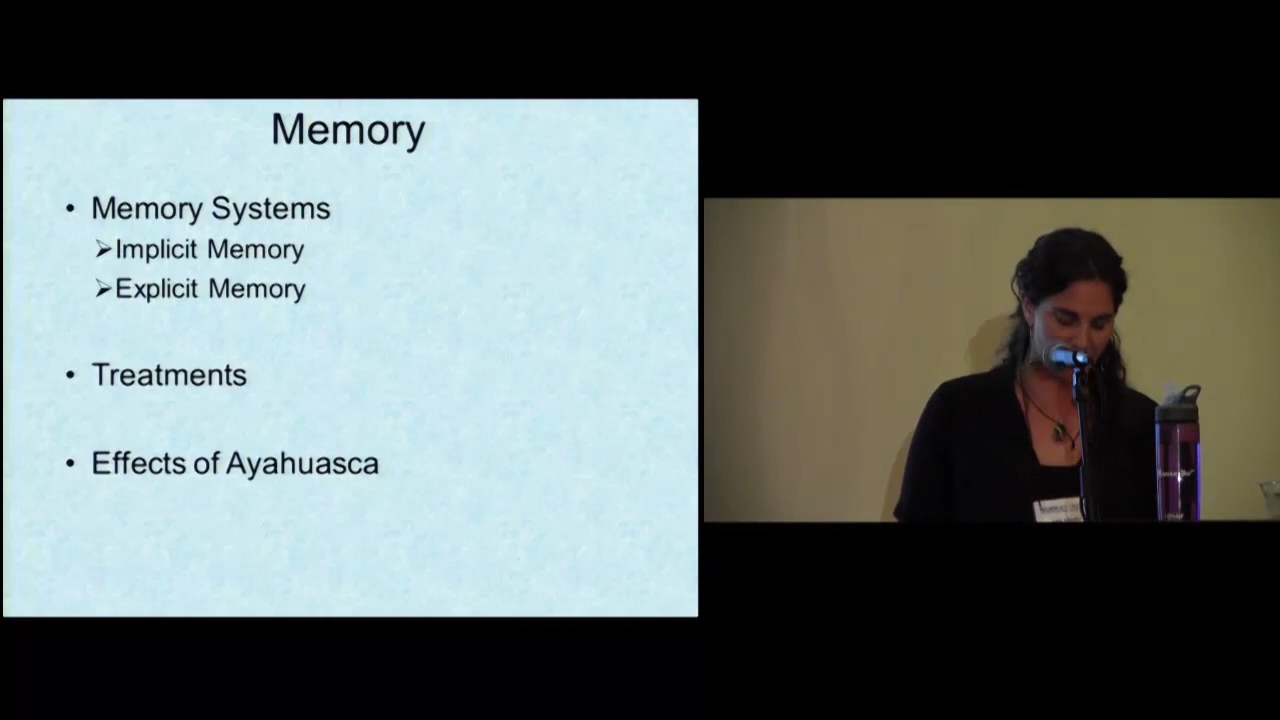 Memory
• Memory Systems
➢Implicit Memory
➢Explicit Memory
• Treatments
• Effects of Ayahuasca